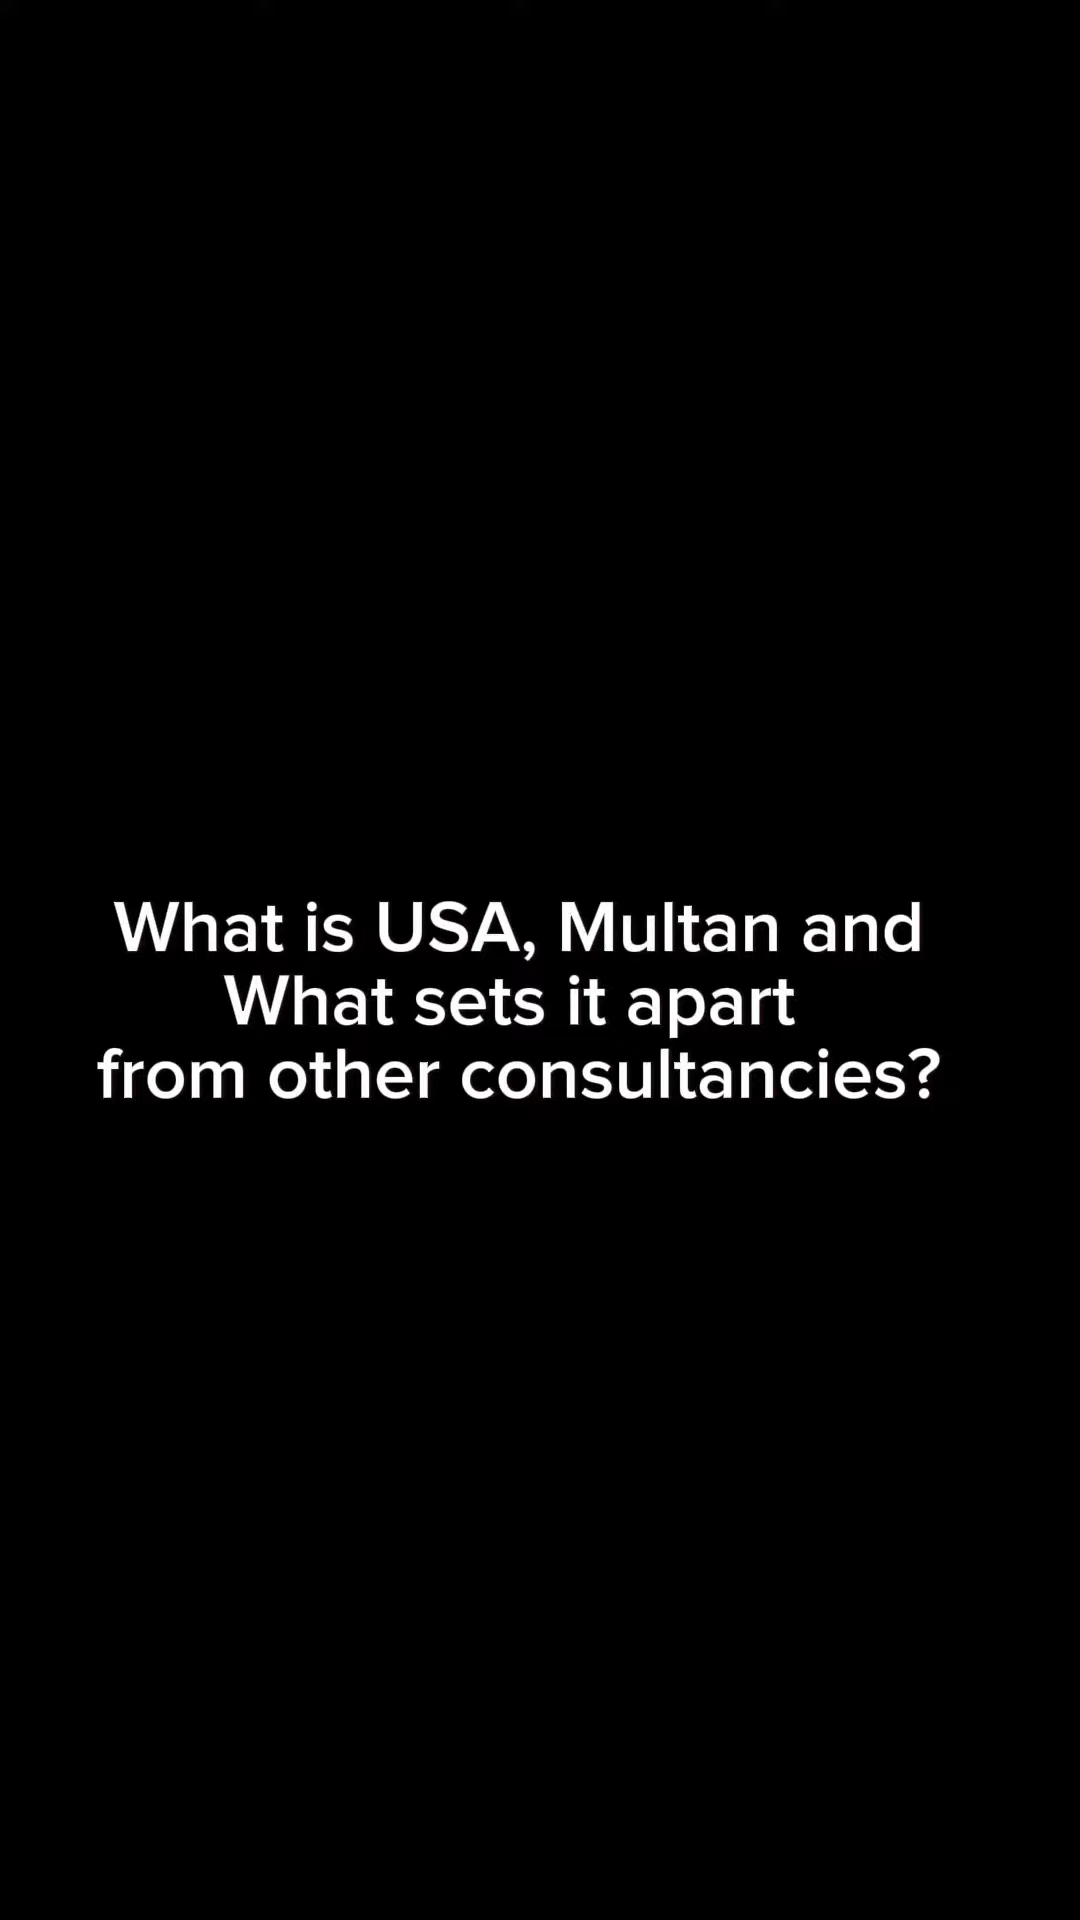 What is USA, Multan and
What sets it apart
from other consultancies?